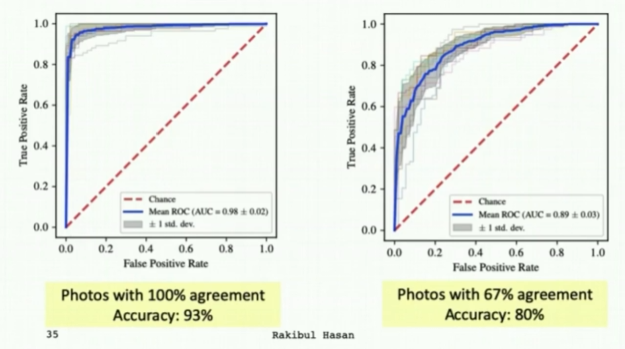 1.0
0.8
0.6
0.4
0.2
0.0
True Positive Rate
Chance
Mean ROC (AUC = 0.98 ± 0.02)
± 1 std. dev.
0.0 0.2 0.4 0.6 0.8 1.0
False Positive Rate
Photos with 100% agreement
Accuracy: 93%
1.0
0.8
0.6
0.4
0.2
0.0
True Positive Rate
Chance
Mean ROC (AUC = 0.89 ± 0.03)
± 1 std. dev.
0.0 0.2 0.4 0.6 0.8 1.0
False Positive Rate
Photos with 67% agreement
Accuracy: 80%
35 Rakibul Hasan